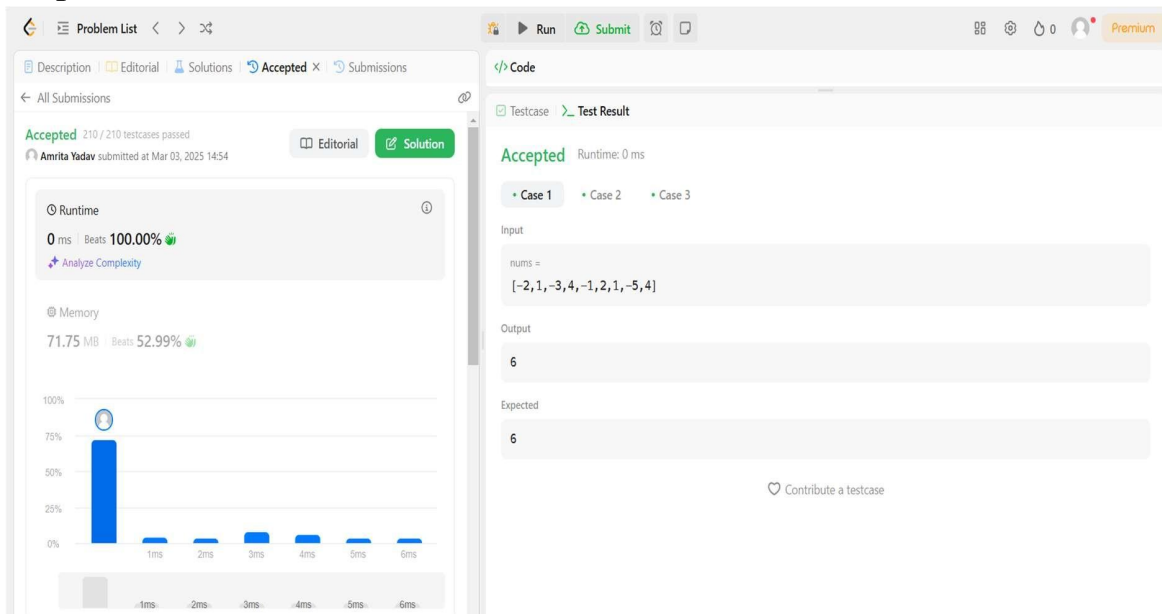 Problem List
Run
Submit
0
Premium
Description
Editorial
Solutions
Accepted ×
Submissions
← All Submissions
Accepted 210 / 210 testcases passed
Amrita Yadav submitted at Mar 03, 2025 14:54
Editorial
Solution
Runtime
0 ms Beats 100.00%
Analyze Complexity
Memory
71.75 MB Beats 52.99%
100%
75%
50%
25%
0%
1ms 2ms 3ms 4ms 5ms 6ms
1ms 2ms 3ms 4ms 5ms 6ms
</> Code
Testcase
>_ Test Result
Accepted Runtime: 0 ms
• Case 1 • Case 2 • Case 3
Input
nums =
[-2,1,-3,4,-1,2,1,-5,4]
Output
6
Expected
6
Contribute a testcase